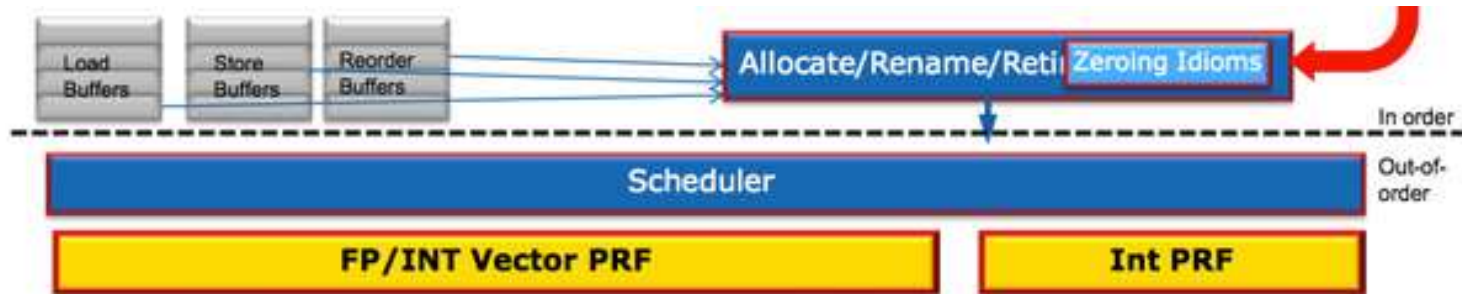 Load
Buffers
Store
Buffers
Reorder
Buffers
Allocate/Rename/Reti
Zeroing Idioms
In order
Scheduler
Out-of-
order
FP/INT Vector PRF
Int PRF